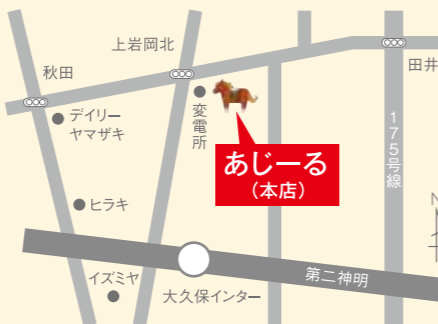 上岩岡北
秋田
田井
デイリー
ヤマザキ
変電所
175号線
あじーる
(本店)
ヒラキ
第二神明
イズミヤ
大久保インター